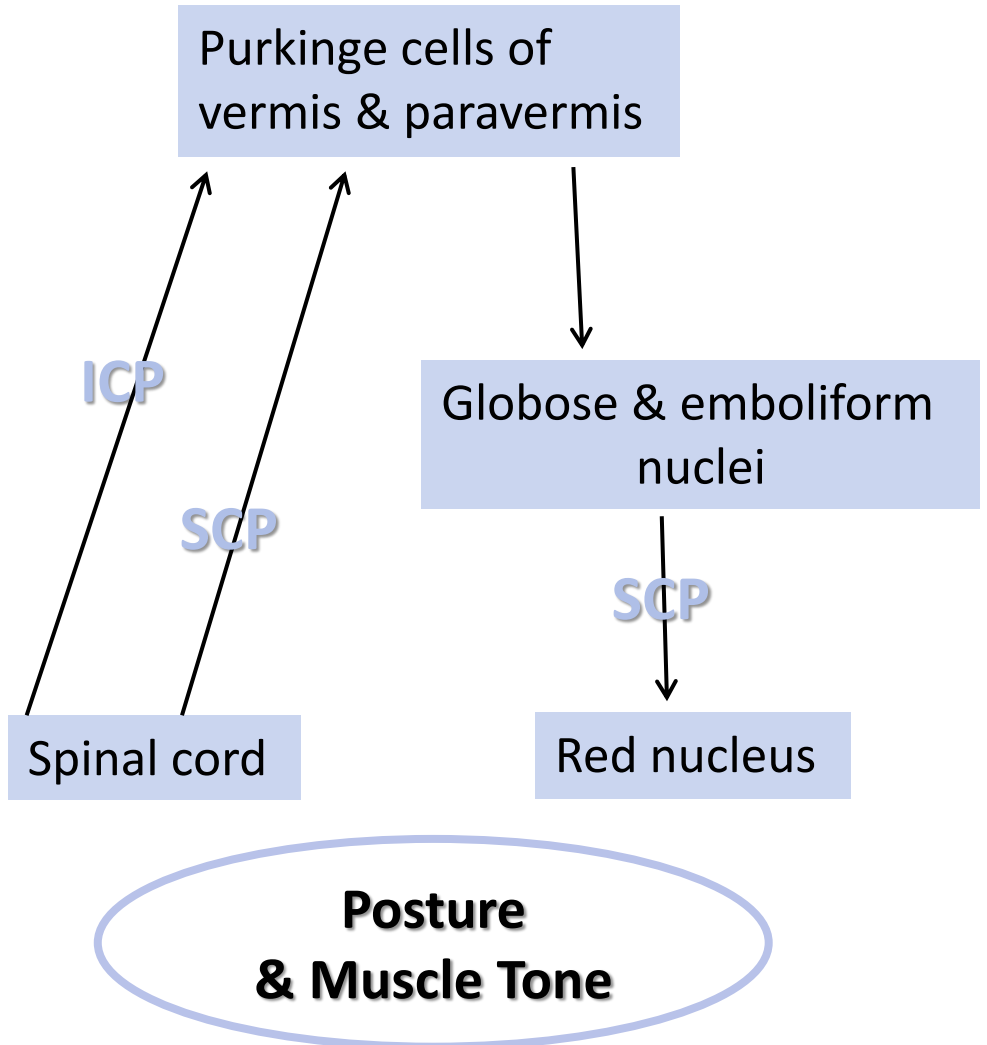 Purkinge cells of
vermis & paravermis
ICP
Globose & emboliform
nuclei
SCP
SCP
Spinal cord
Red nucleus
Posture
& Muscle Tone